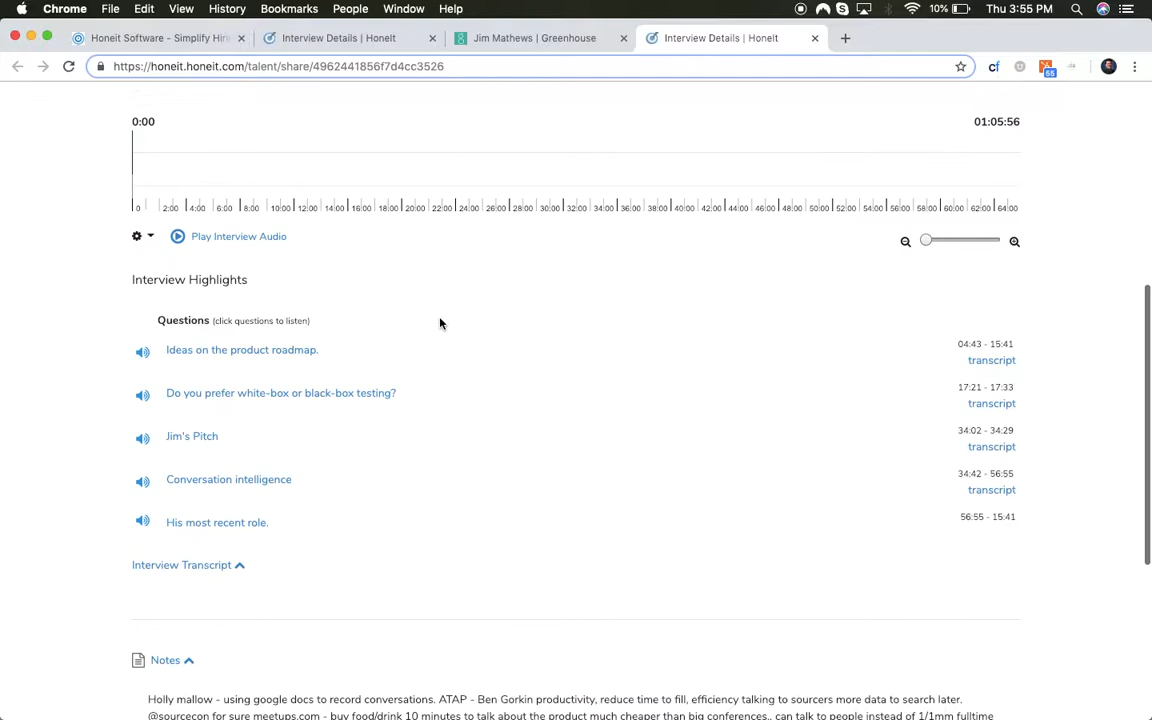 Chrome File Edit View History Bookmarks People Window Help 10% Thu 3:55 PM
Honeit Software - Simplify Hiri Interview Details | HoneIt Jim Mathews | Greenhouse Interview Details | HoneIt
https://honeit.honeit.com/talent/share/4962441856f7d4cc3526 cf 55
0:00 01:05:56
0 2:00 4:00 6:00 8:00 10:00 12:00 14:00 16:00 18:00 20:00 22:00 24:00 26:00 28:00 30:00 32:00 34:00 36:00 38:00 40:00 42:00 44:00 46:00 48:00 50:00 52:00 54:00 56:00 58:00 60:00 62:00 64:00
Play Interview Audio
Interview Highlights
Questions (click questions to listen)
Ideas on the product roadmap. 04:43 - 15:41
transcript
Do you prefer white-box or black-box testing? 17:21 - 17:33
transcript
Jim's Pitch 34:02 - 34:29
transcript
Conversation intelligence 34:42 - 56:55
transcript
His most recent role. 56:55 - 15:41
Interview Transcript
Notes
Holly mallow - using google docs to record conversations. ATAP - Ben Gorkin productivity, reduce time to fill, efficiency talking to sourcers more data to search later.
@sourcecon for sure meetups.com - buy food/drink 10 minutes to talk about the product much cheaper than big conferences.. can talk to people instead of 1/1mm fulltime